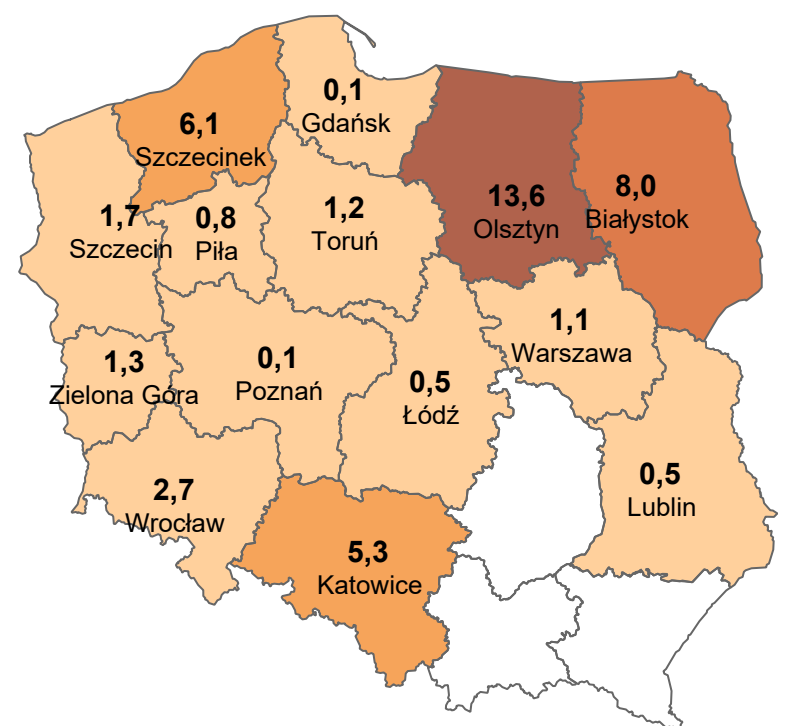 0,1
Gdańsk
6,1
Szczecinek
13,6
Olsztyn
8,0
Białystok
1,7
Szczecin
0,8
Piła
1,2
Toruń
1,1
Warszawa
1,3
Zielona Góra
0,1
Poznań
0,5
Łódź
0,5
Lublin
2,7
Wrocław
5,3
Katowice